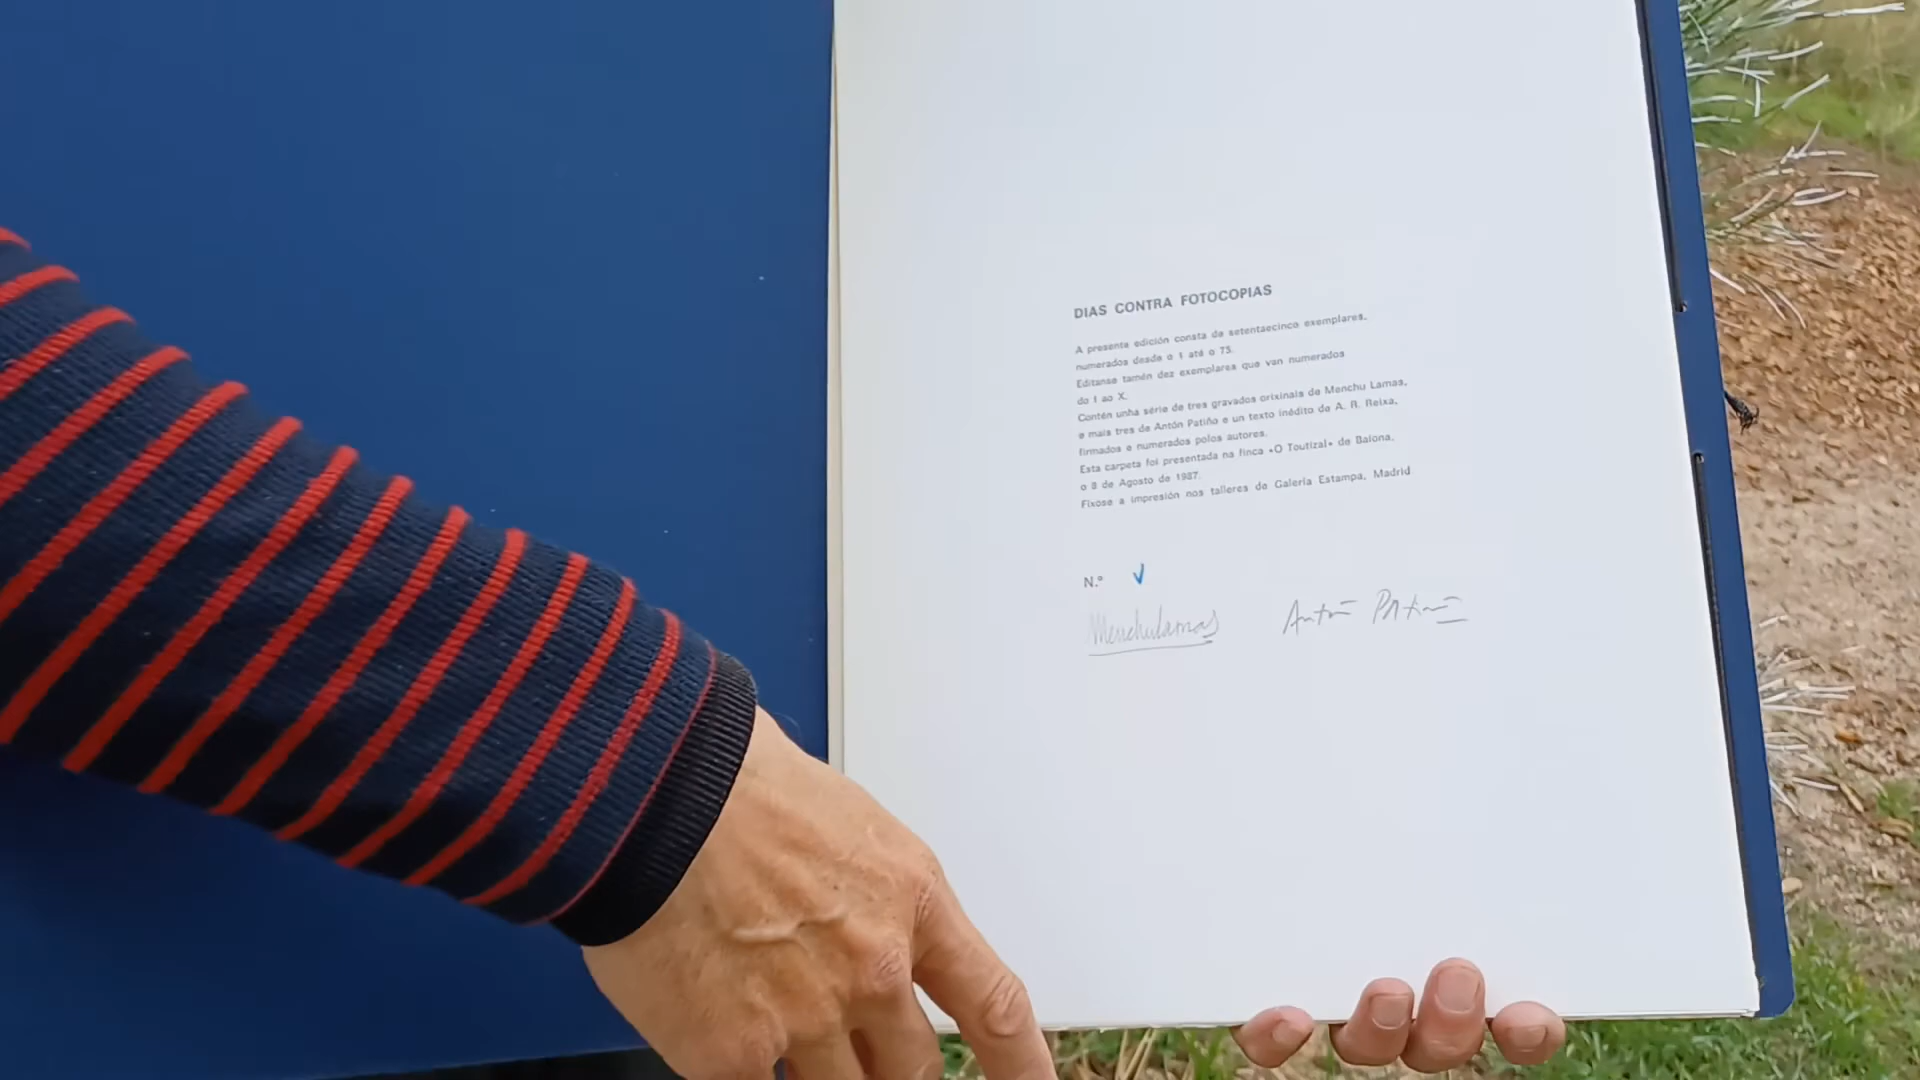 DIAS CONTRA FOTOCOPIAS
A presente edición consta de setentaecinco exemplares,
numerados desde o 1 até o 75.
Editanse tamén dez exemplares que van numerados
do I ao X.
Contén unha série de tres gravados orixinais de Menchu Lamas,
e mais tres de Antón Patiño e un texto inédito de A. R. Reixa,
firmados e numerados polos autores.
Esta carpeta foi presentada na finca «O Toutizal» de Baiona,
o 8 de Agosto de 1987.
Fíxose a impresión nos talleres de Galería Estampa, Madrid
N.º V
Menchu Lamas Antón Patiño